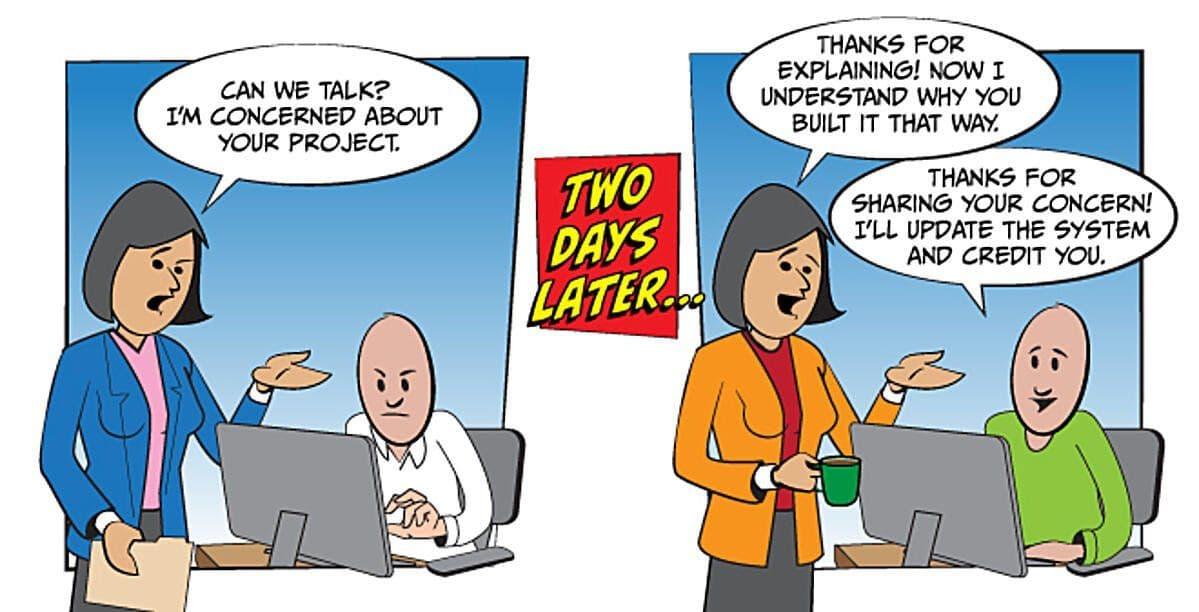 CAN WE TALK?
I'M CONCERNED ABOUT
YOUR PROJECT.
TWO
DAYS
LATER...
THANKS FOR
EXPLAINING! NOW I
UNDERSTAND WHY YOU
BUILT IT THAT WAY.
THANKS FOR
SHARING YOUR CONCERN!
I'LL UPDATE THE SYSTEM
AND CREDIT YOU.